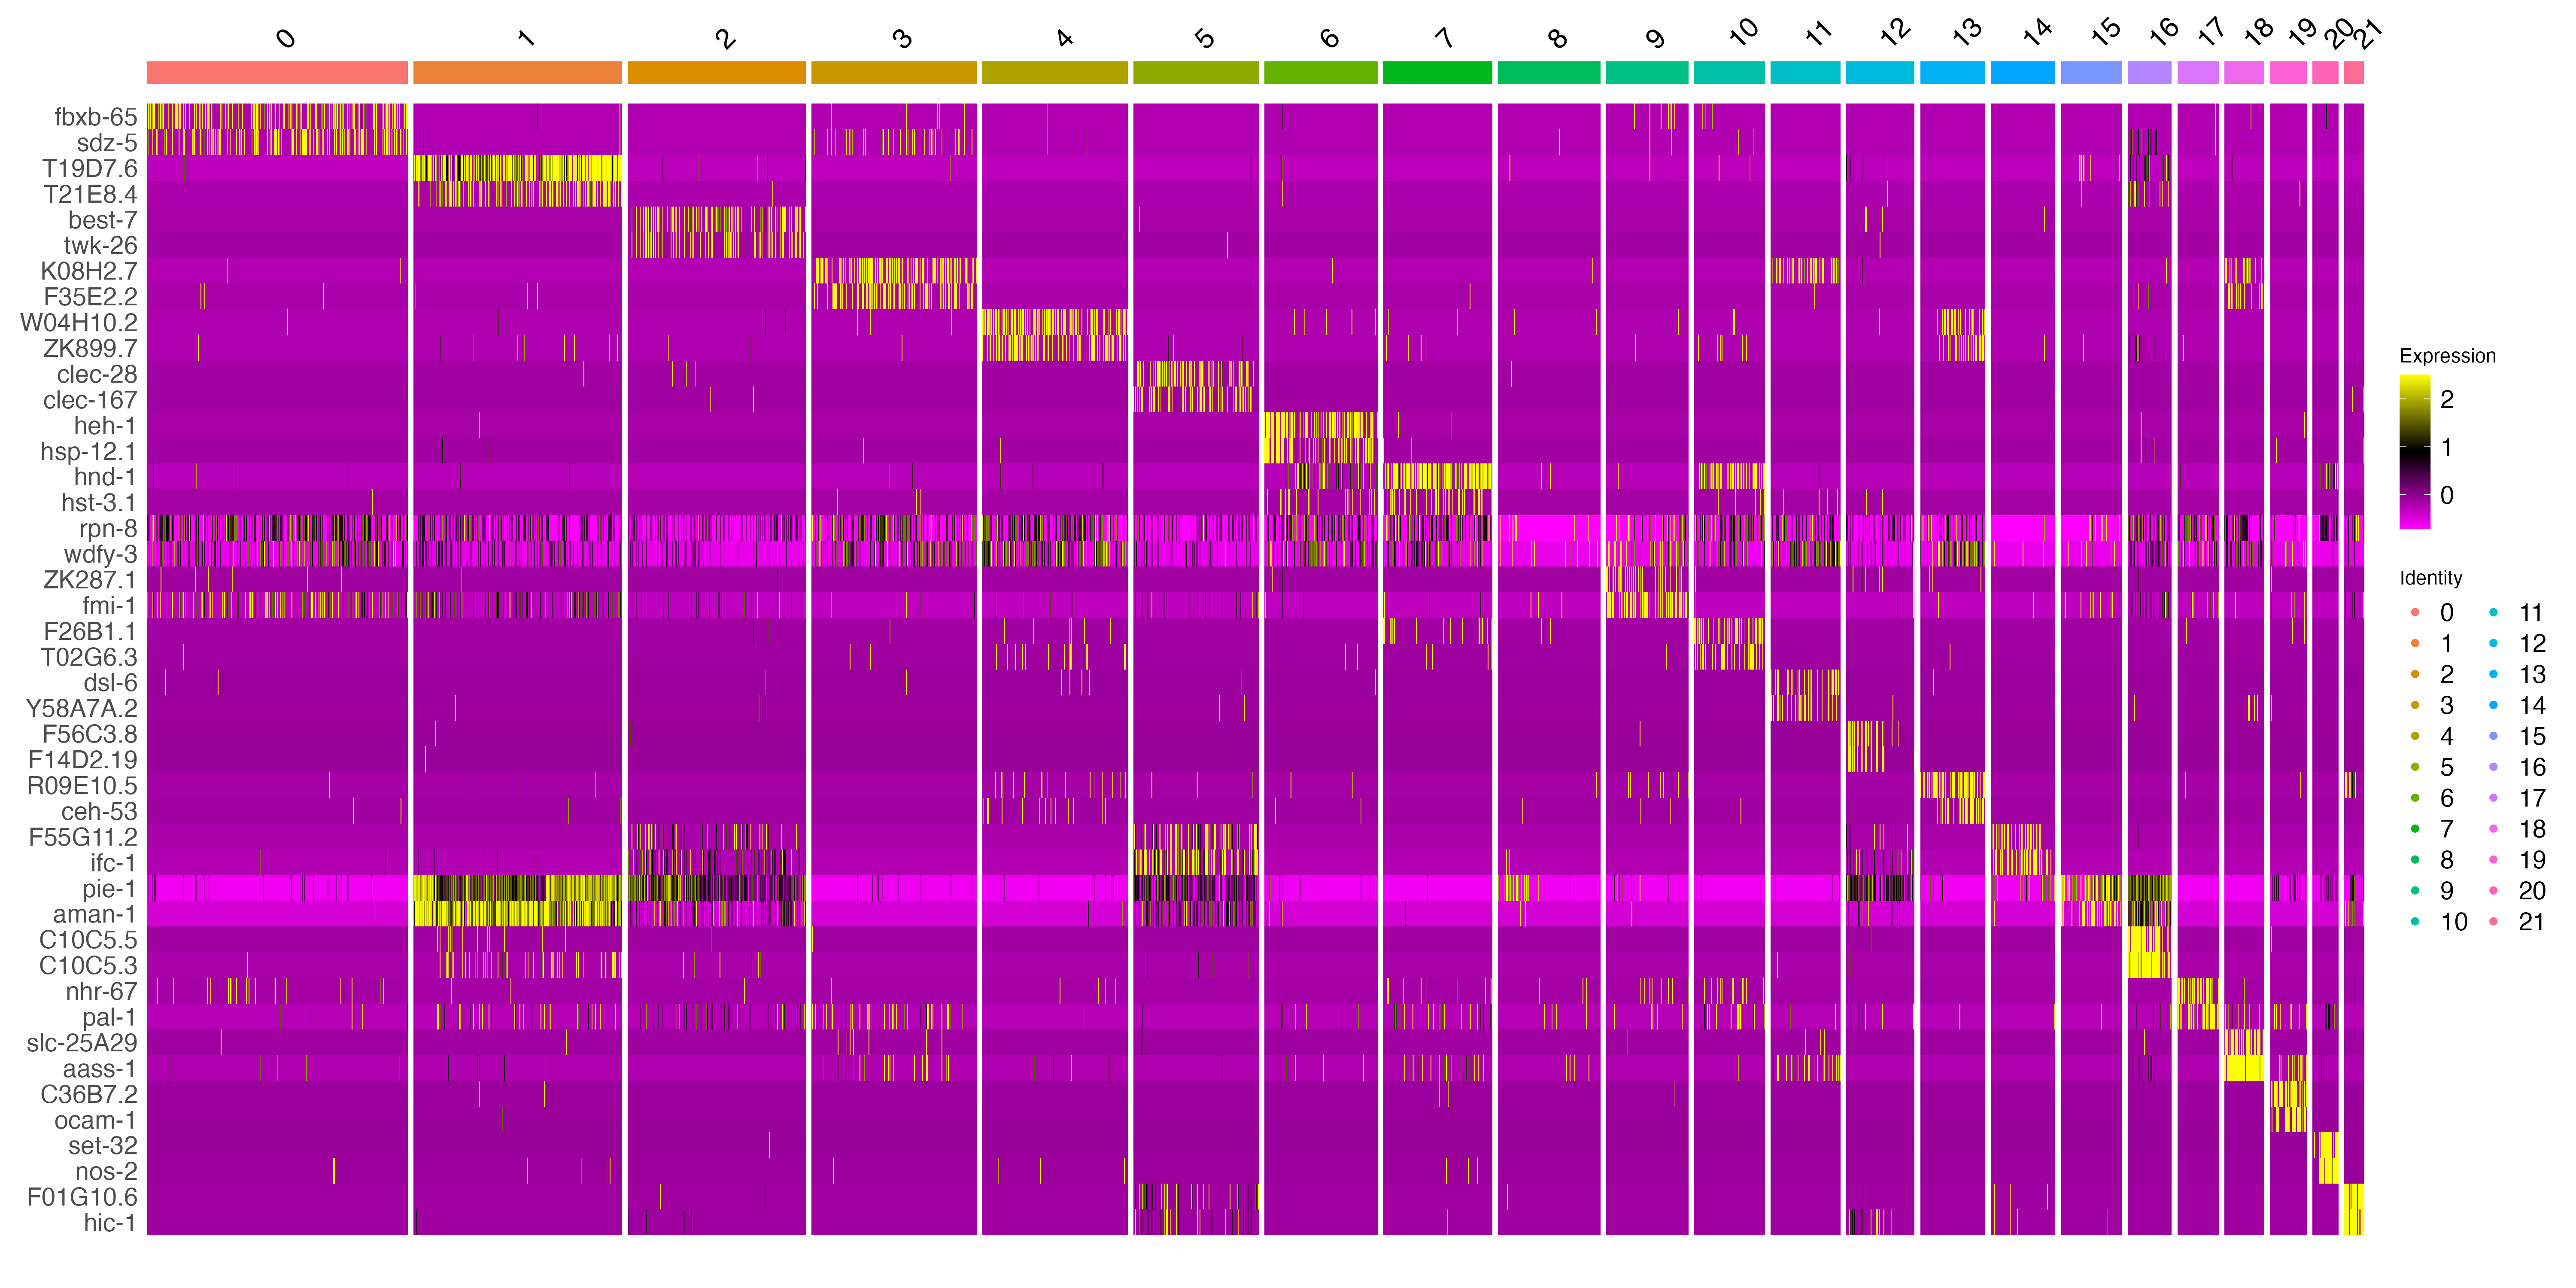 0 1 2 3 4 5 6 7 8 9 10 11 12 13 14 15 16 17 18 19 20 21
fbxb-65
sdz-5
T19D7.6
T21E8.4
best-7
twk-26
K08H2.7
F35E2.2
W04H10.2
ZK899.7
clec-28
clec-167
heh-1
hsp-12.1
hnd-1
hst-3.1
rpn-8
wdfy-3
ZK287.1
fmi-1
F26B1.1
T02G6.3
dsl-6
Y58A7A.2
F56C3.8
F14D2.19
R09E10.5
ceh-53
F55G11.2
ifc-1
pie-1
aman-1
C10C5.5
C10C5.3
nhr-67
pal-1
slc-25A29
aass-1
C36B7.2
ocam-1
set-32
nos-2
F01G10.6
hic-1
Expression
2
1
0
Identity
0 11
1 12
2 13
3 14
4 15
5 16
6 17
7 18
8 19
9 20
10 21